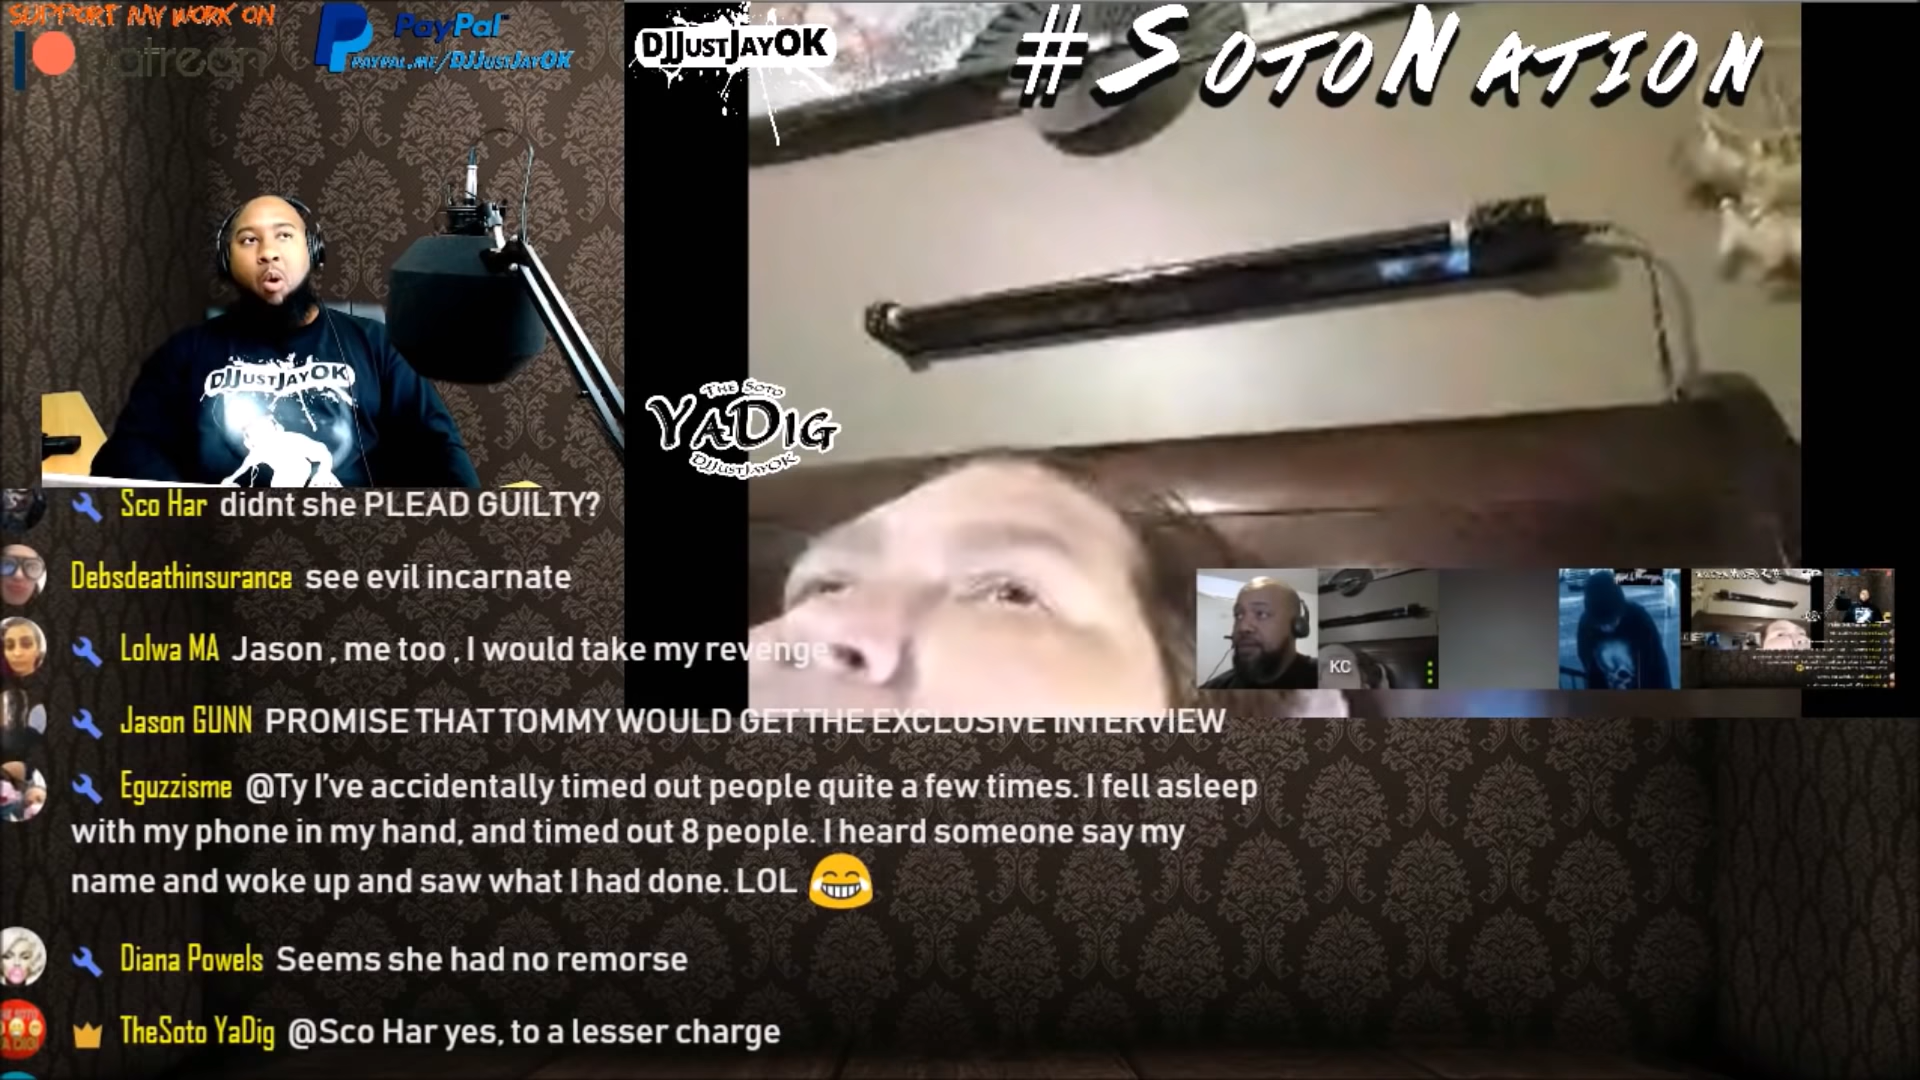 SUPPORT MY WORK ON
Patreon
PayPal
PAYPAL.ME/DJJUSTJAYOK
DJJUSTJAYOK
#SOTONATION
DJJUSTJAYOK
THE SOTO
YADIG
DJJUSTJAYOK
Sco Har didnt she PLEAD GUILTY?
Debsdeathinsurance see evil incarnate
Lolwa MA Jason , me too , I would take my revenge
KC
Jason GUNN PROMISE THAT TOMMY WOULD GET THE EXCLUSIVE INTERVIEW
Eguzzisme @Ty I've accidentally timed out people quite a few times. I fell asleep
with my phone in my hand, and timed out 8 people. I heard someone say my
name and woke up and saw what I had done. LOL 😂
Diana Powels Seems she had no remorse
TheSoto YaDig @Sco Har yes, to a lesser charge